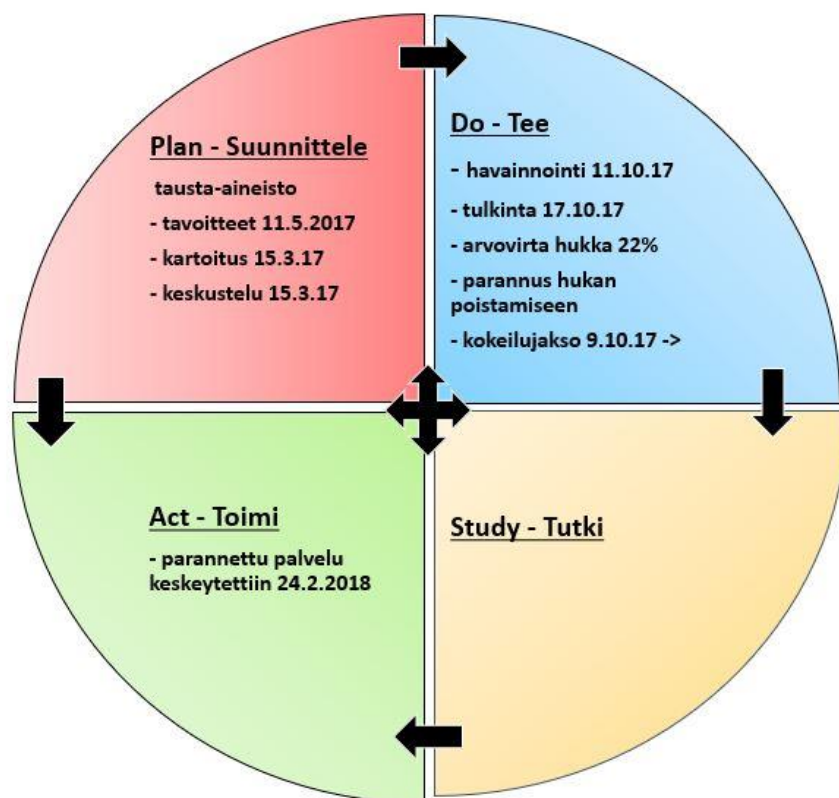 Plan - Suunnittele
tausta-aineisto
- tavoitteet 11.5.2017
- kartoitus 15.3.17
- keskustelu 15.3.17
Do - Tee
- havainnointi 11.10.17
- tulkinta 17.10.17
- arvovirta hukka 22%
- parannus hukan
poistamiseen
- kokeilujakso 9.10.17 ->
Act - Toimi
- parannettu palvelu
keskeytettiin 24.2.2018
Study - Tutki